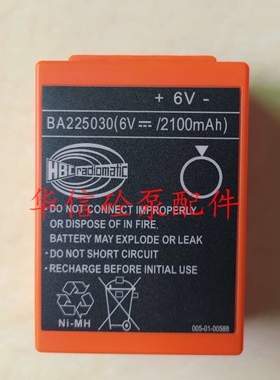 + 6V -
BA225030(6V⎓/2100mAh)
HBC radiomatic
华信砼泵配件
•DO NOT CONNECT IMPROPERLY
OR DISPOSE OF IN FIRE.
BATTERY MAY EXPLODE OR LEAK
•DO NOT SHORT CIRCUIT
•RECHARGE BEFORE INITIAL USE
Ni-MH
005-01-00588